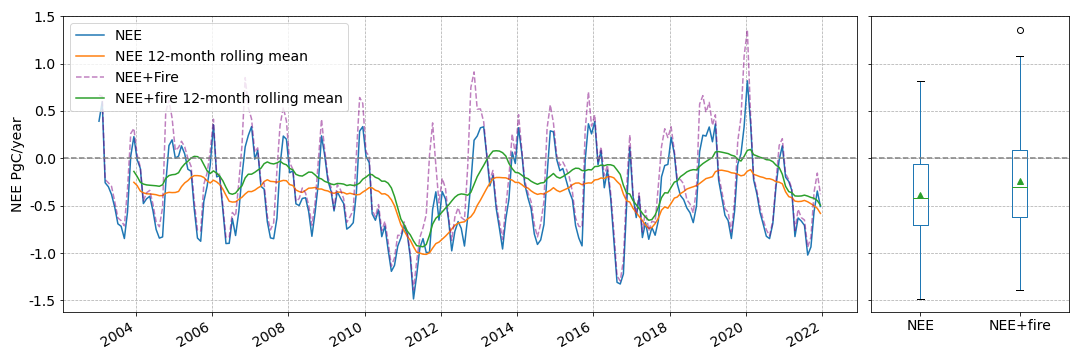 NEE
NEE 12-month rolling mean
NEE+Fire
NEE+fire 12-month rolling mean
NEE PgC/year
1.5
1.0
0.5
0.0
-0.5
-1.0
-1.5
2004 2006 2008 2010 2012 2014 2016 2018 2020 2022
NEE NEE+fire